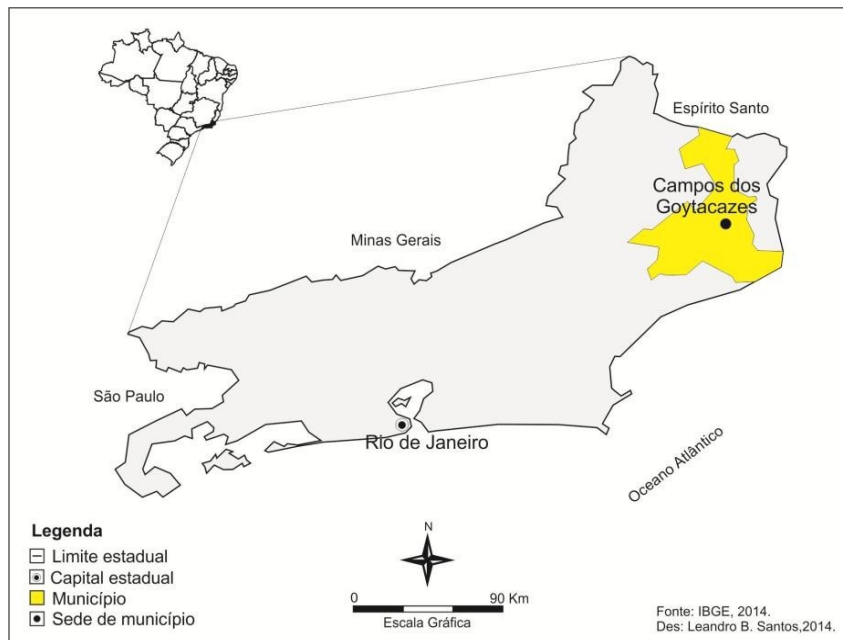 Espírito Santo
Campos dos
Goytacazes
Minas Gerais
São Paulo
Rio de Janeiro
Oceano Atlântico
Legenda
Limite estadual
Capital estadual
Município
Sede de município
N
0 90 Km
Escala Gráfica
Fonte: IBGE, 2014.
Des: Leandro B. Santos,2014.